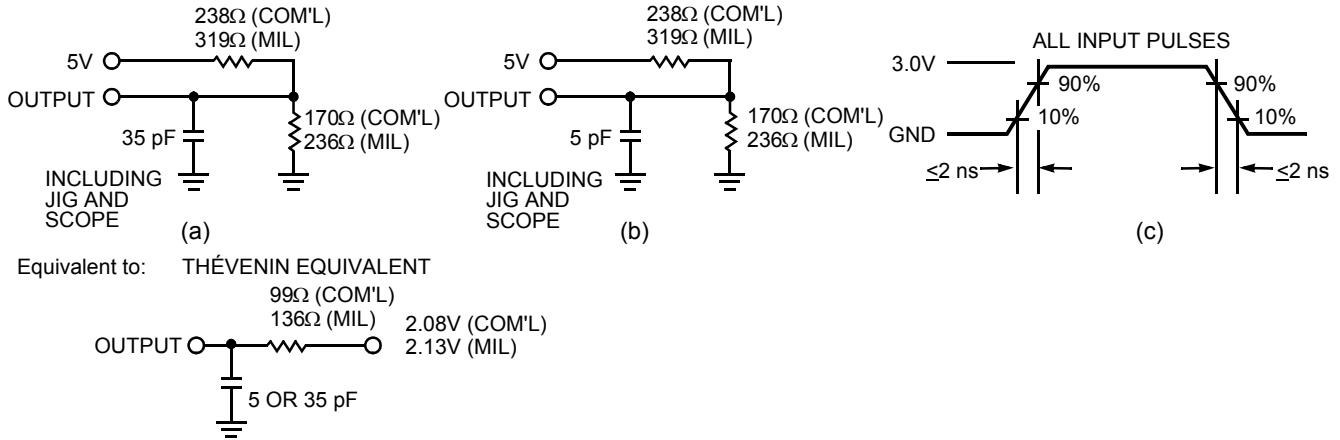 238Ω (COM'L)
319Ω (MIL)
5V
OUTPUT
35 pF
170Ω (COM'L)
236Ω (MIL)
INCLUDING
JIG AND
SCOPE
(a)
238Ω (COM'L)
319Ω (MIL)
5V
OUTPUT
5 pF
170Ω (COM'L)
236Ω (MIL)
INCLUDING
JIG AND
SCOPE
(b)
ALL INPUT PULSES
3.0V
90%
90%
10%
10%
GND
≤2 ns
≤2 ns
(c)
Equivalent to: THÉVENIN EQUIVALENT
99Ω (COM'L)
136Ω (MIL)
2.08V (COM'L)
2.13V (MIL)
OUTPUT
5 OR 35 pF